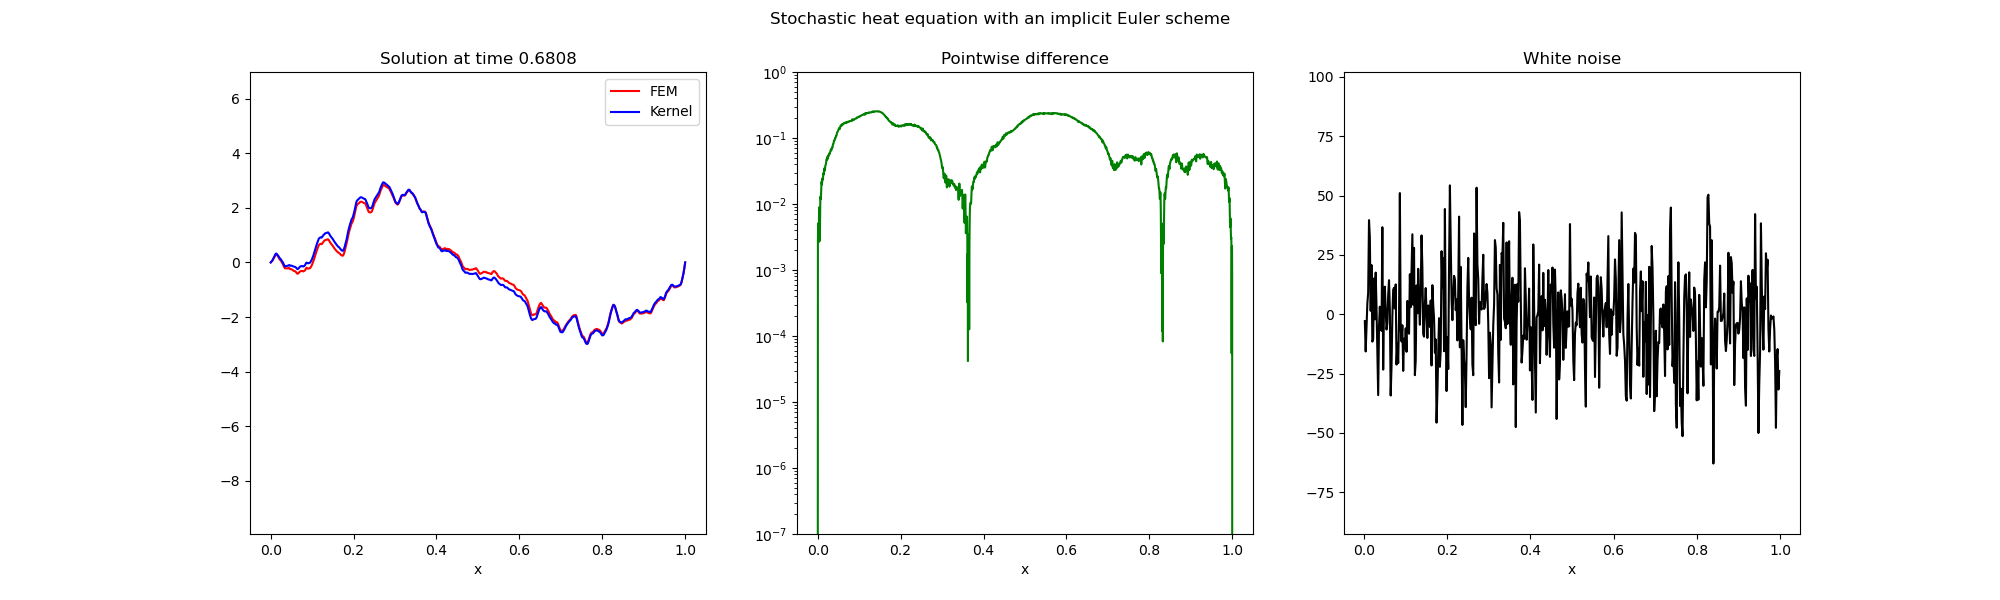 Stochastic heat equation with an implicit Euler scheme
Solution at time 0.6808
FEM
Kernel
6
4
2
0
−2
−4
−6
−8
0.0 0.2 0.4 0.6 0.8 1.0
x
Pointwise difference
10⁰
10⁻¹
10⁻²
10⁻³
10⁻⁴
10⁻⁵
10⁻⁶
10⁻⁷
0.0 0.2 0.4 0.6 0.8 1.0
x
White noise
100
75
50
25
0
−25
−50
−75
0.0 0.2 0.4 0.6 0.8 1.0
x